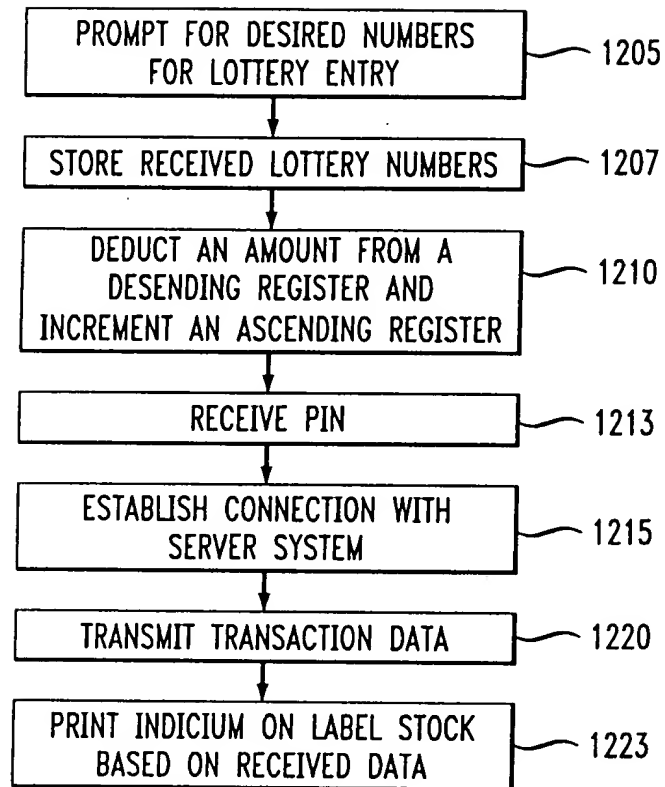 PROMPT FOR DESIRED NUMBERS
FOR LOTTERY ENTRY
1205
STORE RECEIVED LOTTERY NUMBERS
1207
DEDUCT AN AMOUNT FROM A
DESENDING REGISTER AND
INCREMENT AN ASCENDING REGISTER
1210
RECEIVE PIN
1213
ESTABLISH CONNECTION WITH
SERVER SYSTEM
1215
TRANSMIT TRANSACTION DATA
1220
PRINT INDICIUM ON LABEL STOCK
BASED ON RECEIVED DATA
1223